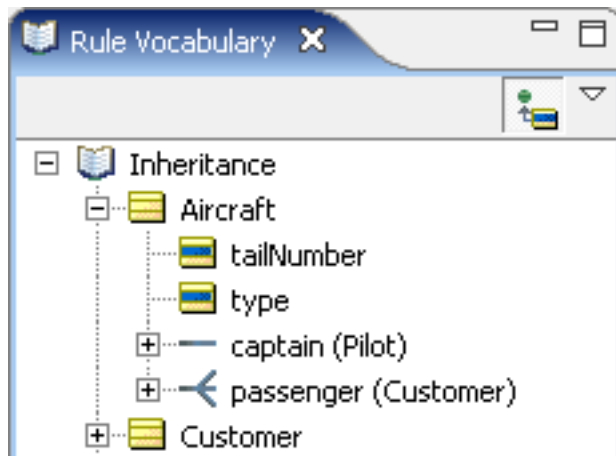 Rule Vocabulary
Inheritance
Aircraft
tailNumber
type
captain (Pilot)
passenger (Customer)
Customer